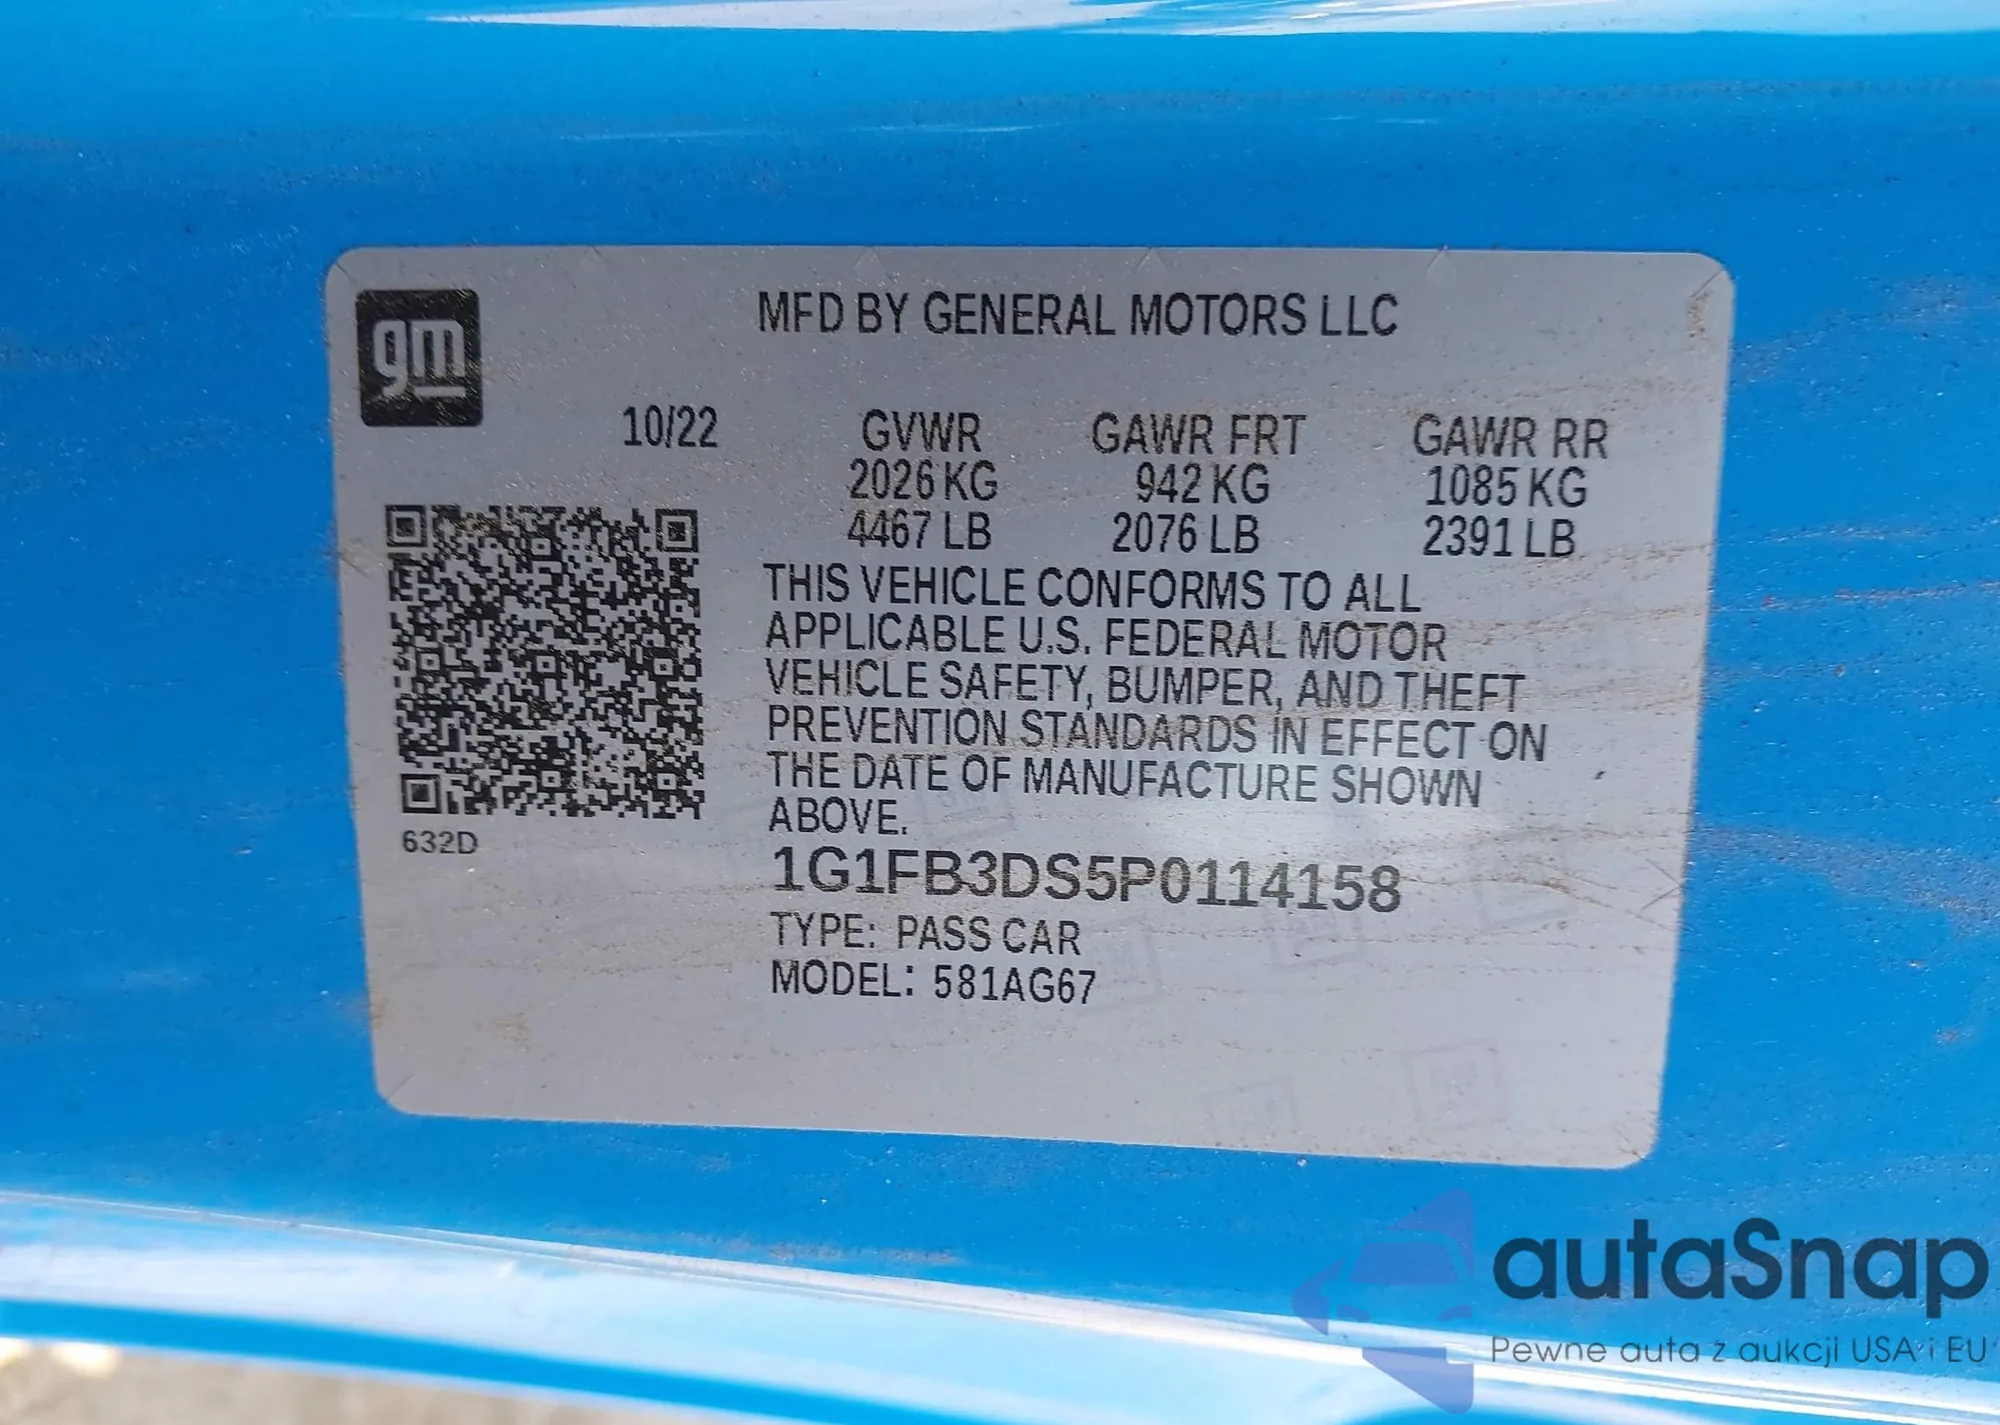 gm
MFD BY GENERAL MOTORS LLC
10/22 GVWR GAWR FRT GAWR RR
2026 KG 942 KG 1085 KG
4467 LB 2076 LB 2391 LB
THIS VEHICLE CONFORMS TO ALL
APPLICABLE U.S. FEDERAL MOTOR
VEHICLE SAFETY, BUMPER, AND THEFT
PREVENTION STANDARDS IN EFFECT ON
THE DATE OF MANUFACTURE SHOWN
ABOVE.
632D
1G1FB3DS5P0114158
TYPE: PASS CAR
MODEL: 581AG67
autaSnap
Pewne auta z aukcji USA i EU